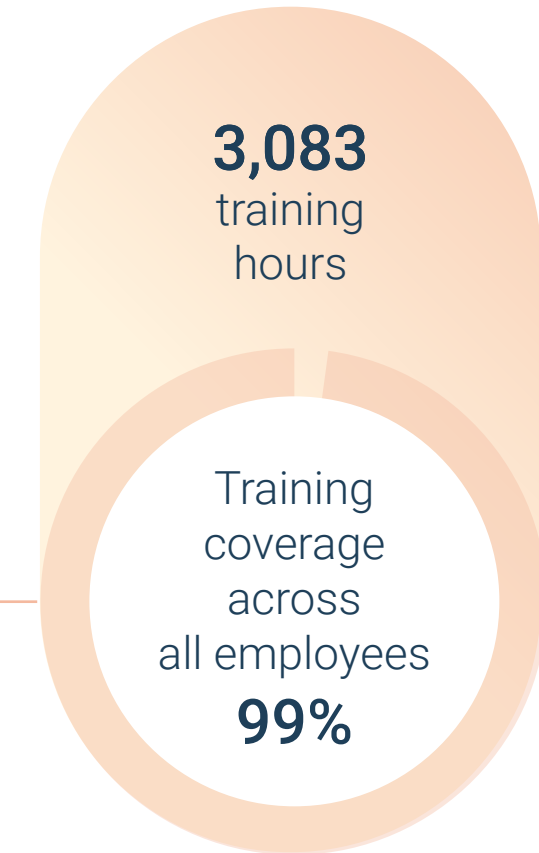 3,083
training
hours
Training
coverage
across
all employees
99%